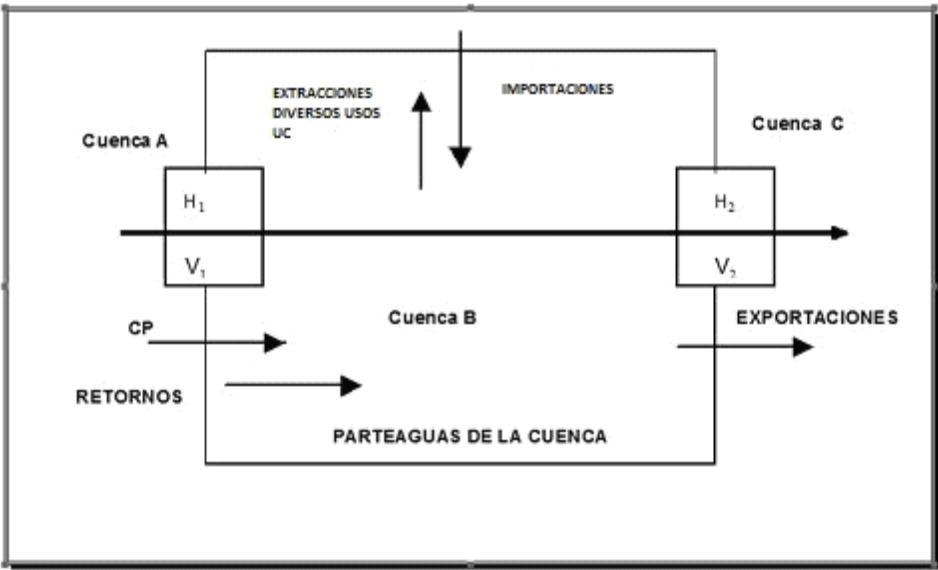 EXTRACCIONES
DIVERSOS USOS
UC
IMPORTACIONES
Cuenca A
Cuenca C
H₁
H₂
V₁
V₂
Cuenca B
CP
EXPORTACIONES
RETORNOS
PARTEAGUAS DE LA CUENCA